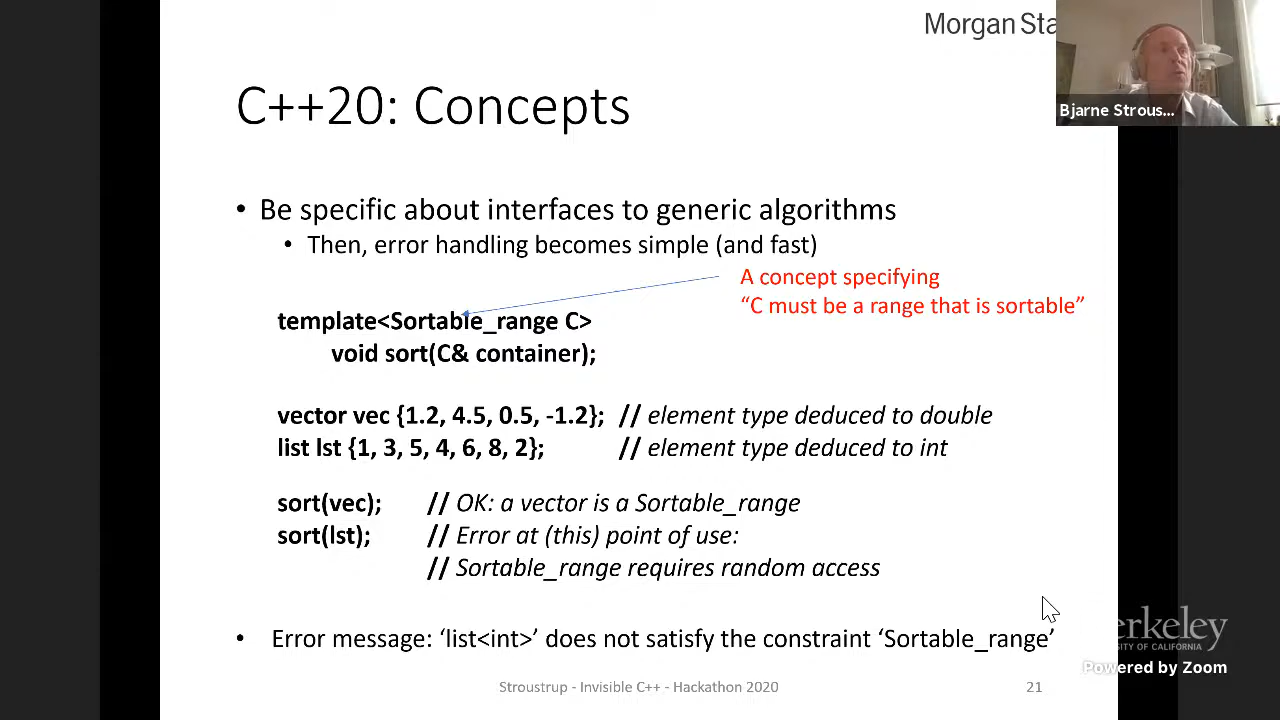 Morgan Sta
Bjarne Strous...
C++20: Concepts
• Be specific about interfaces to generic algorithms
• Then, error handling becomes simple (and fast)
A concept specifying
“C must be a range that is sortable”
template<Sortable_range C>
void sort(C& container);
vector vec {1.2, 4.5, 0.5, -1.2}; // element type deduced to double
list lst {1, 3, 5, 4, 6, 8, 2}; // element type deduced to int
sort(vec); // OK: a vector is a Sortable_range
sort(lst); // Error at (this) point of use:
// Sortable_range requires random access
• Error message: ‘list<int>’ does not satisfy the constraint ‘Sortable_range’
erkeley
SITY OF CALIFORNIA
Powered by Zoom
Stroustrup - Invisible C++ - Hackathon 2020
21